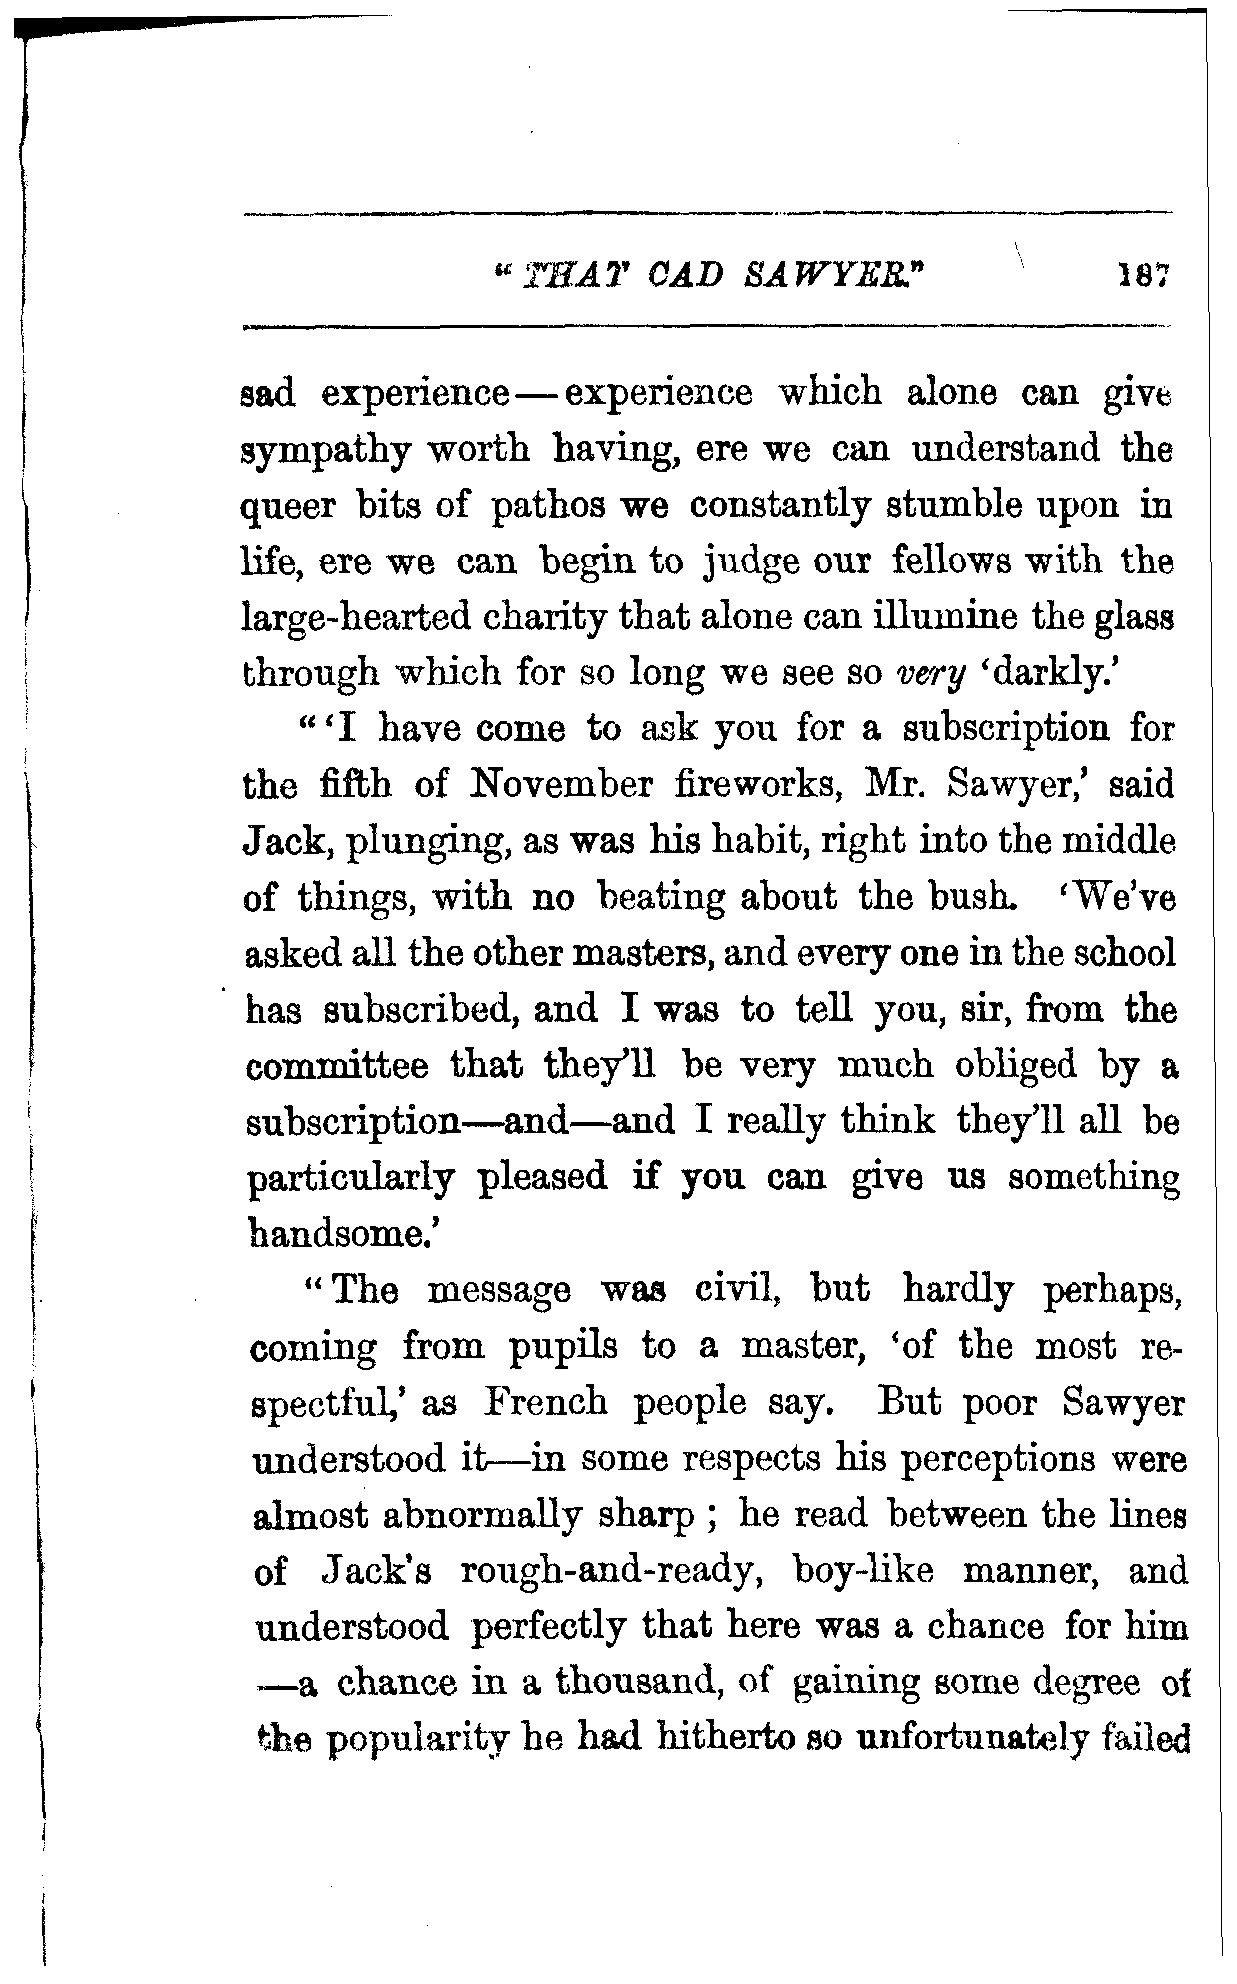 "THAT CAD SAWYER." 187
sad experience—experience which alone can give
sympathy worth having, ere we can understand the
queer bits of pathos we constantly stumble upon in
life, ere we can begin to judge our fellows with the
large-hearted charity that alone can illumine the glass
through which for so long we see so very 'darkly.'
"'I have come to ask you for a subscription for
the fifth of November fireworks, Mr. Sawyer,' said
Jack, plunging, as was his habit, right into the middle
of things, with no beating about the bush. 'We've
asked all the other masters, and every one in the school
has subscribed, and I was to tell you, sir, from the
committee that they'll be very much obliged by a
subscription—and—and I really think they'll all be
particularly pleased if you can give us something
handsome.'
"The message was civil, but hardly perhaps,
coming from pupils to a master, 'of the most re-
spectful,' as French people say. But poor Sawyer
understood it—in some respects his perceptions were
almost abnormally sharp; he read between the lines
of Jack's rough-and-ready, boy-like manner, and
understood perfectly that here was a chance for him
—a chance in a thousand, of gaining some degree of
the popularity he had hitherto so unfortunately failed